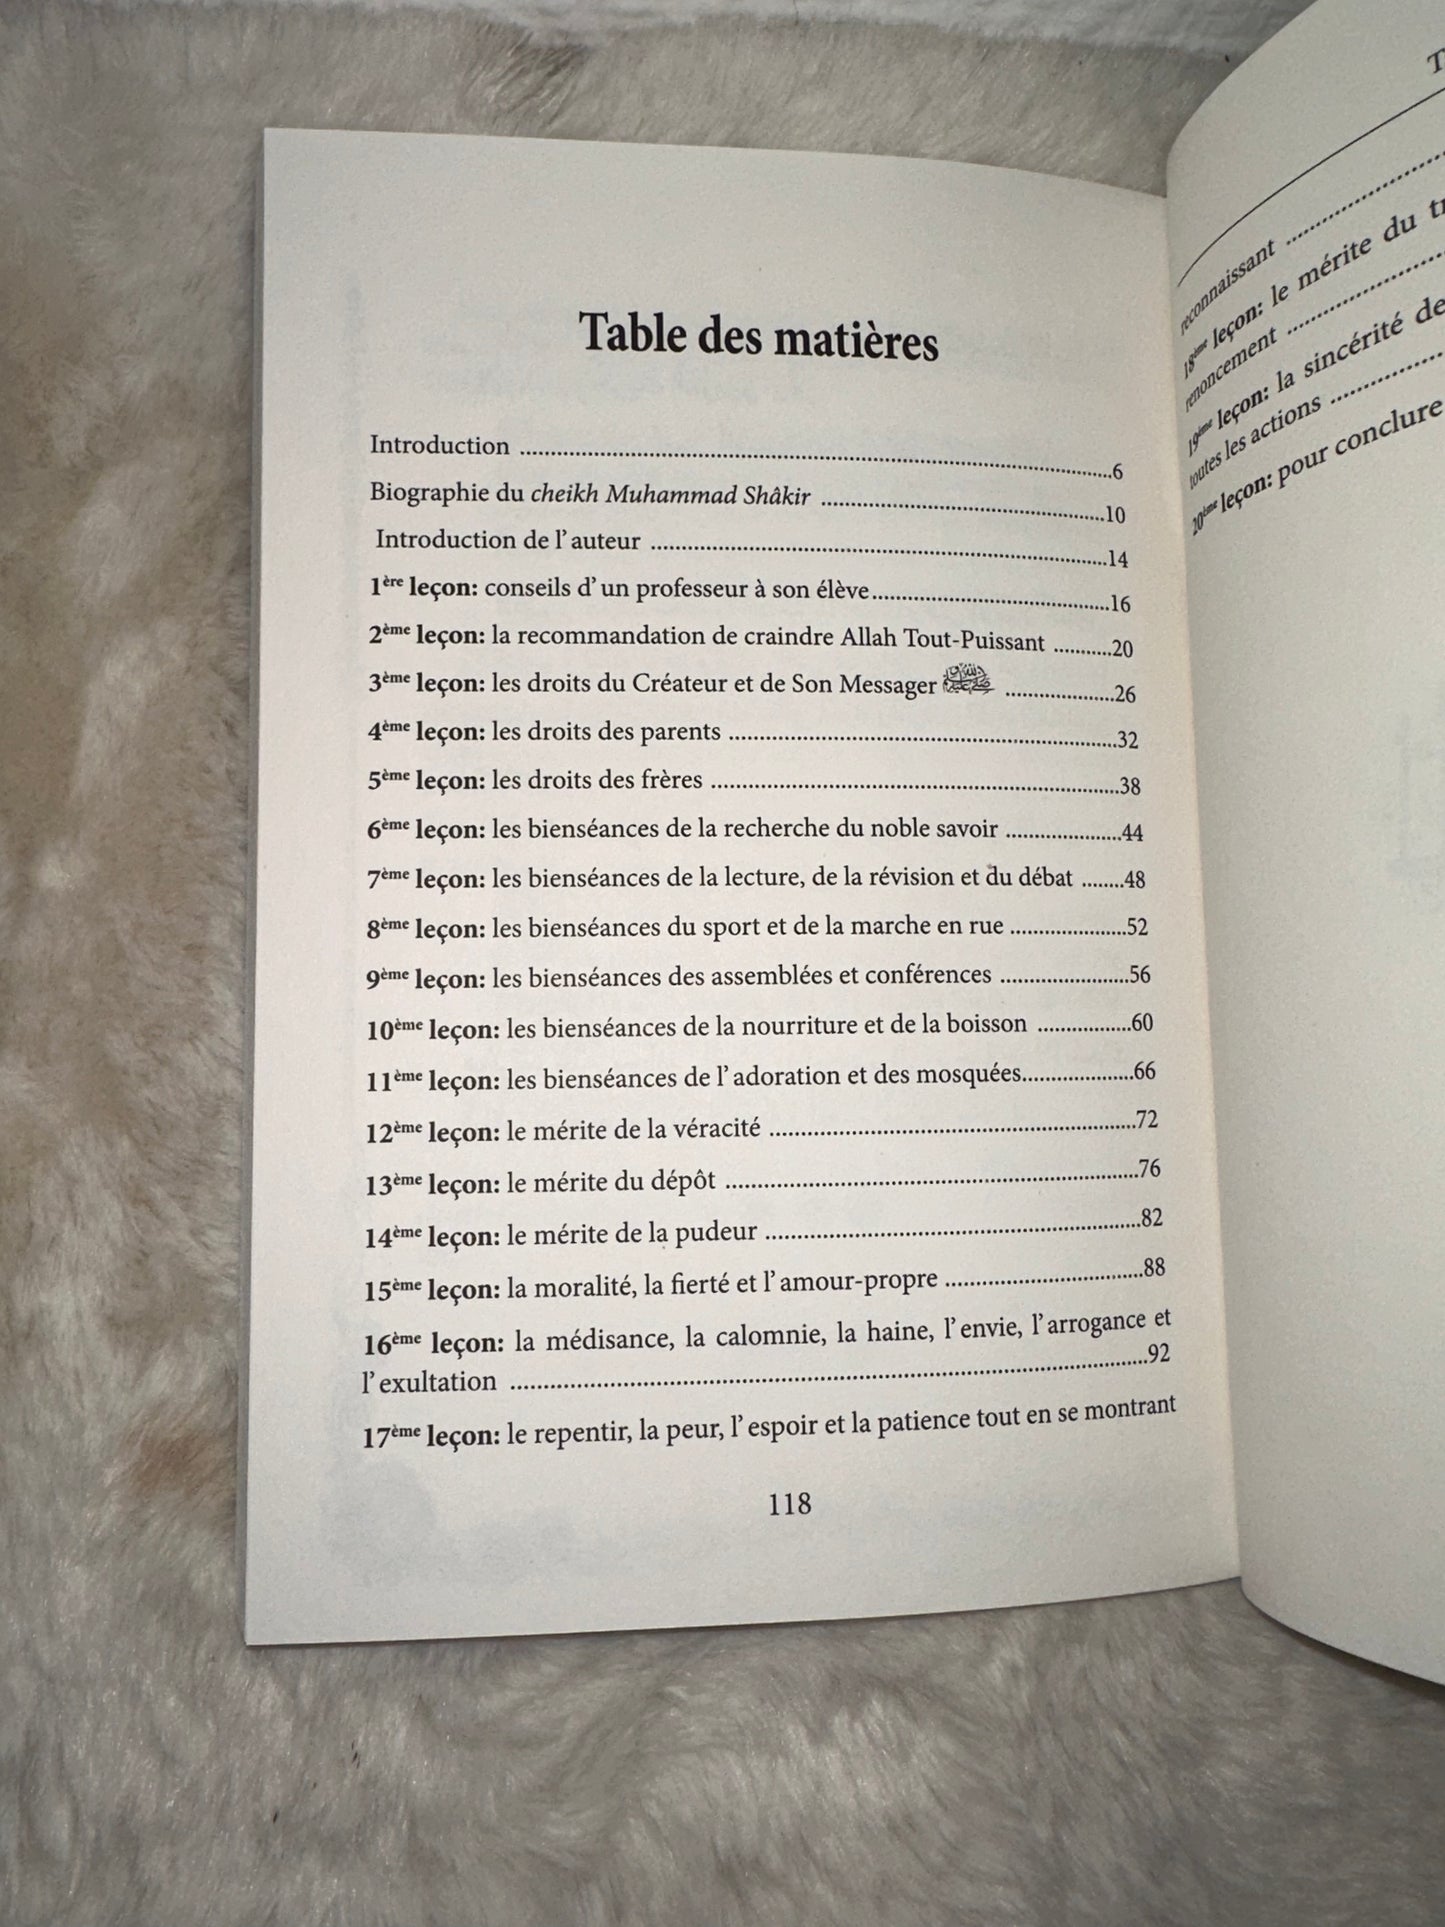 Table des matières
Introduction ..........6
Biographie du cheikh Muhammad Shâkir ..........10
Introduction de l'auteur ..........14
1ère leçon: conseils d'un professeur à son élève..........16
2ème leçon: la recommandation de craindre Allah Tout-Puissant ..........20
3ème leçon: les droits du Créateur et de Son Messager ﷺ ..........26
4ème leçon: les droits des parents ..........32
5ème leçon: les droits des frères ..........38
6ème leçon: les bienséances de la recherche du noble savoir ..........44
7ème leçon: les bienséances de la lecture, de la révision et du débat ........48
8ème leçon: les bienséances du sport et de la marche en rue ..........52
9ème leçon: les bienséances des assemblées et conférences ..........56
10ème leçon: les bienséances de la nourriture et de la boisson ..........60
11ème leçon: les bienséances de l'adoration et des mosquées..........66
12ème leçon: le mérite de la véracité ..........72
13ème leçon: le mérite du dépôt ..........76
14ème leçon: le mérite de la pudeur ..........82
15ème leçon: la moralité, la fierté et l'amour-propre ..........88
16ème leçon: la médisance, la calomnie, la haine, l'envie, l'arrogance et
l'exultation ..........92
17ème leçon: le repentir, la peur, l'espoir et la patience tout en se montrant
118
reconnaissant ..........
18ème leçon: le mérite du
renoncement ..........
19ème leçon: la sincérité de
toutes les actions ..........
20ème leçon: pour conclure